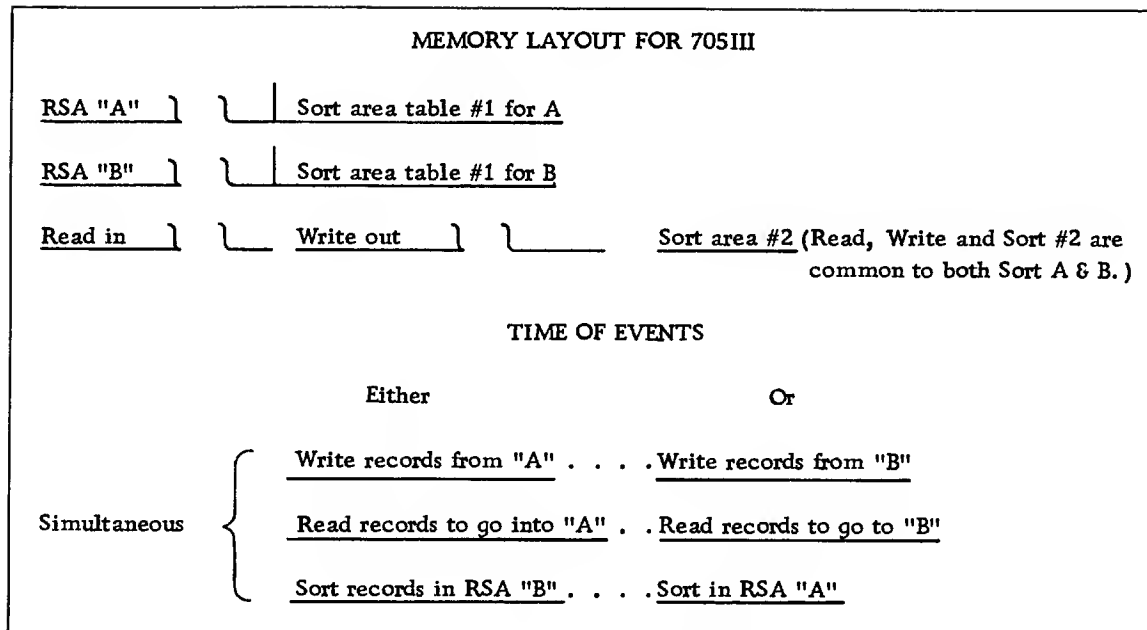 MEMORY LAYOUT FOR 705III
RSA "A" Sort area table #1 for A
RSA "B" Sort area table #1 for B
Read in Write out Sort area #2 (Read, Write and Sort #2 are
common to both Sort A & B.)
TIME OF EVENTS
Either Or
Write records from "A" . . . . Write records from "B"
Simultaneous Read records to go into "A" . . Read records to go to "B"
Sort records in RSA "B" . . . . Sort in RSA "A"